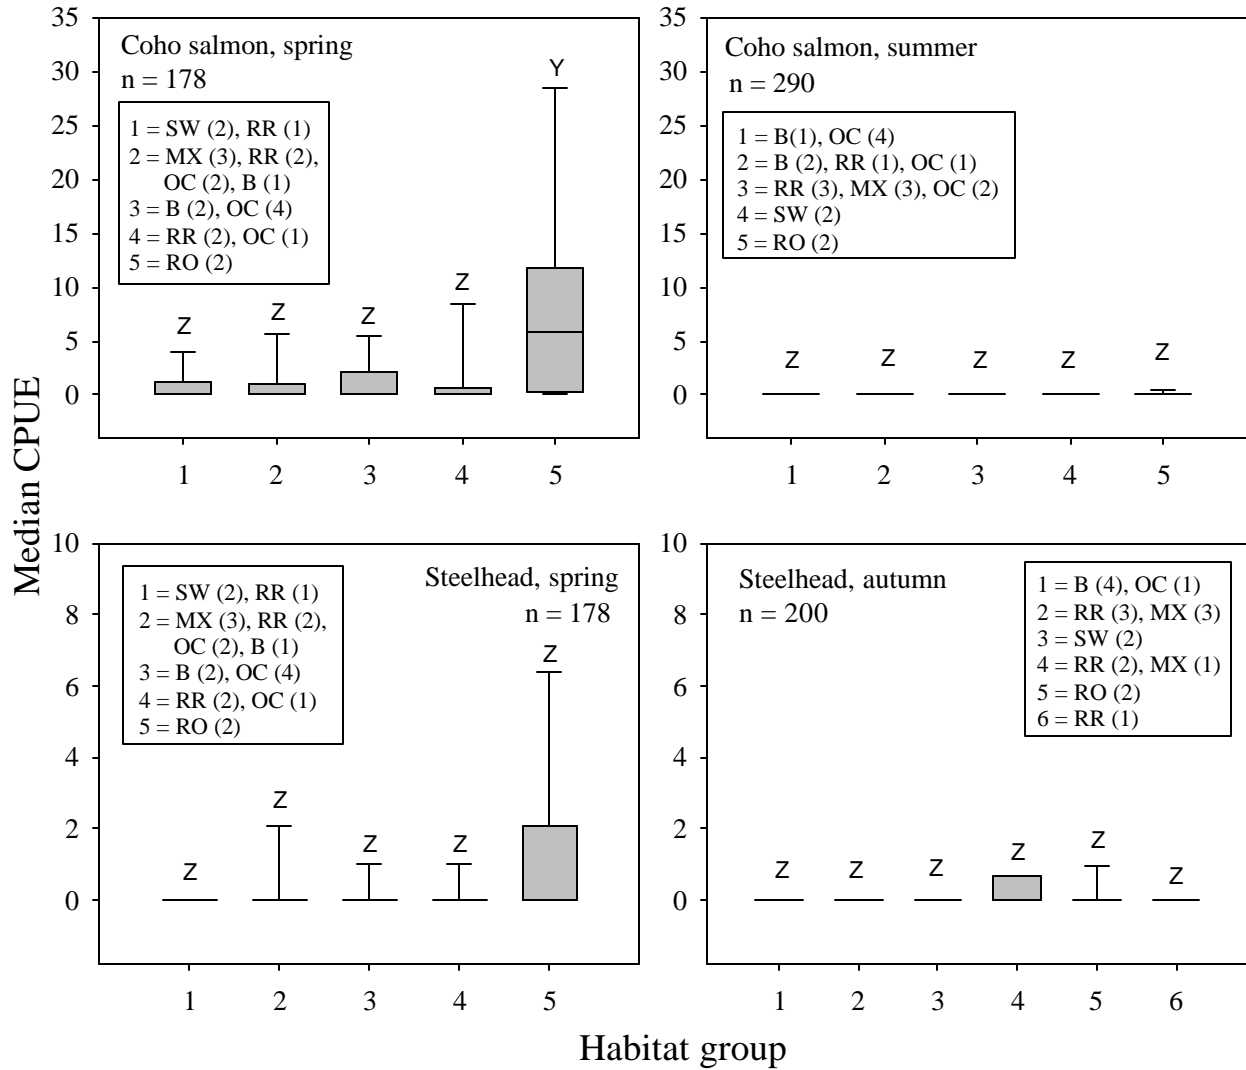 Median CPUE
35
30
25
20
15
10
5
0
Coho salmon, spring
n = 178
1 = SW (2), RR (1)
2 = MX (3), RR (2),
OC (2), B (1)
3 = B (2), OC (4)
4 = RR (2), OC (1)
5 = RO (2)
Z Z Z Z Y
1 2 3 4 5
35
30
25
20
15
10
5
0
Coho salmon, summer
n = 290
1 = B(1), OC (4)
2 = B (2), RR (1), OC (1)
3 = RR (3), MX (3), OC (2)
4 = SW (2)
5 = RO (2)
Z Z Z Z Z
1 2 3 4 5
10
8
6
4
2
0
1 = SW (2), RR (1)
2 = MX (3), RR (2),
OC (2), B (1)
3 = B (2), OC (4)
4 = RR (2), OC (1)
5 = RO (2)
Steelhead, spring
n = 178
Z Z Z Z Z
1 2 3 4 5
10
8
6
4
2
0
Steelhead, autumn
n = 200
1 = B (4), OC (1)
2 = RR (3), MX (3)
3 = SW (2)
4 = RR (2), MX (1)
5 = RO (2)
6 = RR (1)
Z Z Z Z Z Z
1 2 3 4 5 6
Habitat group